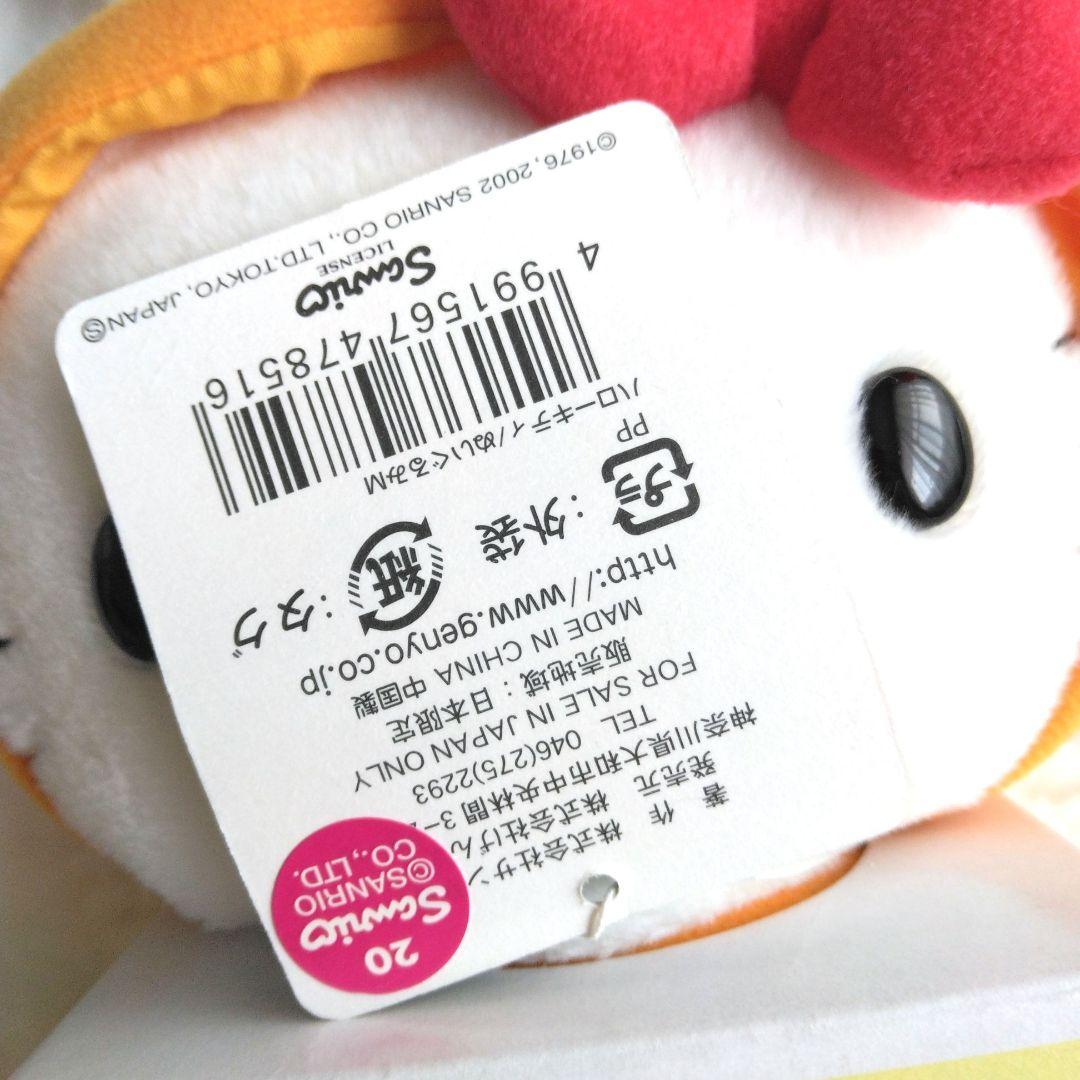 20
Sanrio
©SANRIO
CO.,LTD.
著 作 株式会社サン
発売元 株式会社げん
神奈川県大和市中央林間3-
TEL 046(275)2293
FOR SALE IN JAPAN ONLY
販売地域：日本限定
MADE IN CHINA 中国製
http://www.genyo.co.jp
プラ
：外袋
紙
：タグ
PP
ハローキティ/ぬいぐるみM
4 991567 478516
Sanrio
LICENSE
©1976, 2002 SANRIO CO., LTD.TOKYO, JAPAN Ⓢ